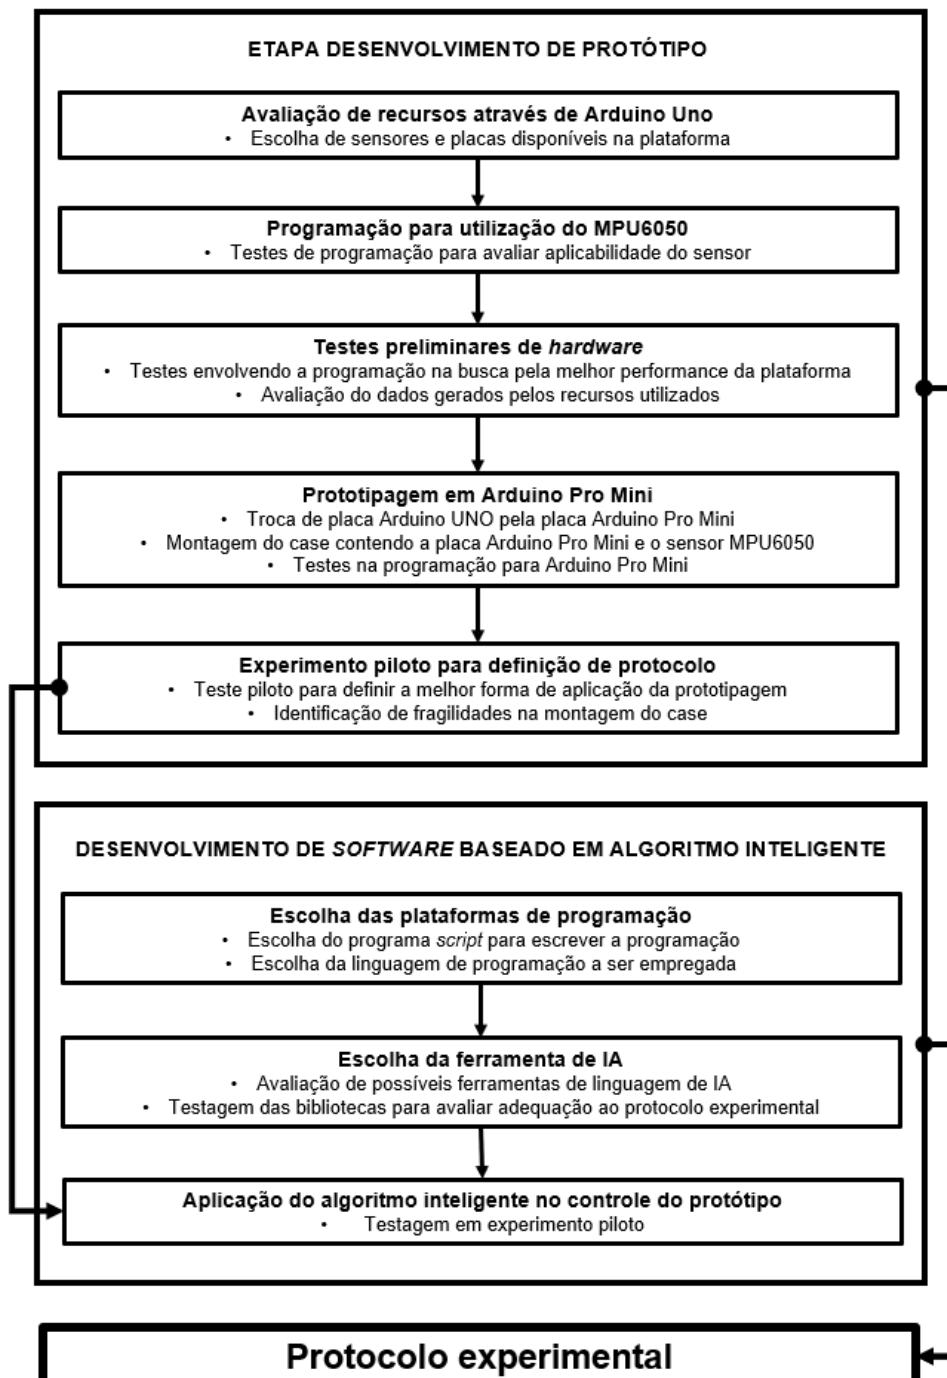 ETAPA DESENVOLVIMENTO DE PROTÓTIPO
Avaliação de recursos através de Arduino Uno
• Escolha de sensores e placas disponíveis na plataforma
Programação para utilização do MPU6050
• Testes de programação para avaliar aplicabilidade do sensor
Testes preliminares de hardware
• Testes envolvendo a programação na busca pela melhor performance da plataforma
• Avaliação do dados gerados pelos recursos utilizados
Prototipagem em Arduino Pro Mini
• Troca de placa Arduino UNO pela placa Arduino Pro Mini
• Montagem do case contendo a placa Arduino Pro Mini e o sensor MPU6050
• Testes na programação para Arduino Pro Mini
Experimento piloto para definição de protocolo
• Teste piloto para definir a melhor forma de aplicação da prototipagem
• Identificação de fragilidades na montagem do case
DESENVOLVIMENTO DE SOFTWARE BASEADO EM ALGORITMO INTELIGENTE
Escolha das plataformas de programação
• Escolha do programa script para escrever a programação
• Escolha da linguagem de programação a ser empregada
Escolha da ferramenta de IA
• Avaliação de possíveis ferramentas de linguagem de IA
• Testagem das bibliotecas para avaliar adequação ao protocolo experimental
Aplicação do algoritmo inteligente no controle do protótipo
• Testagem em experimento piloto
Protocolo experimental